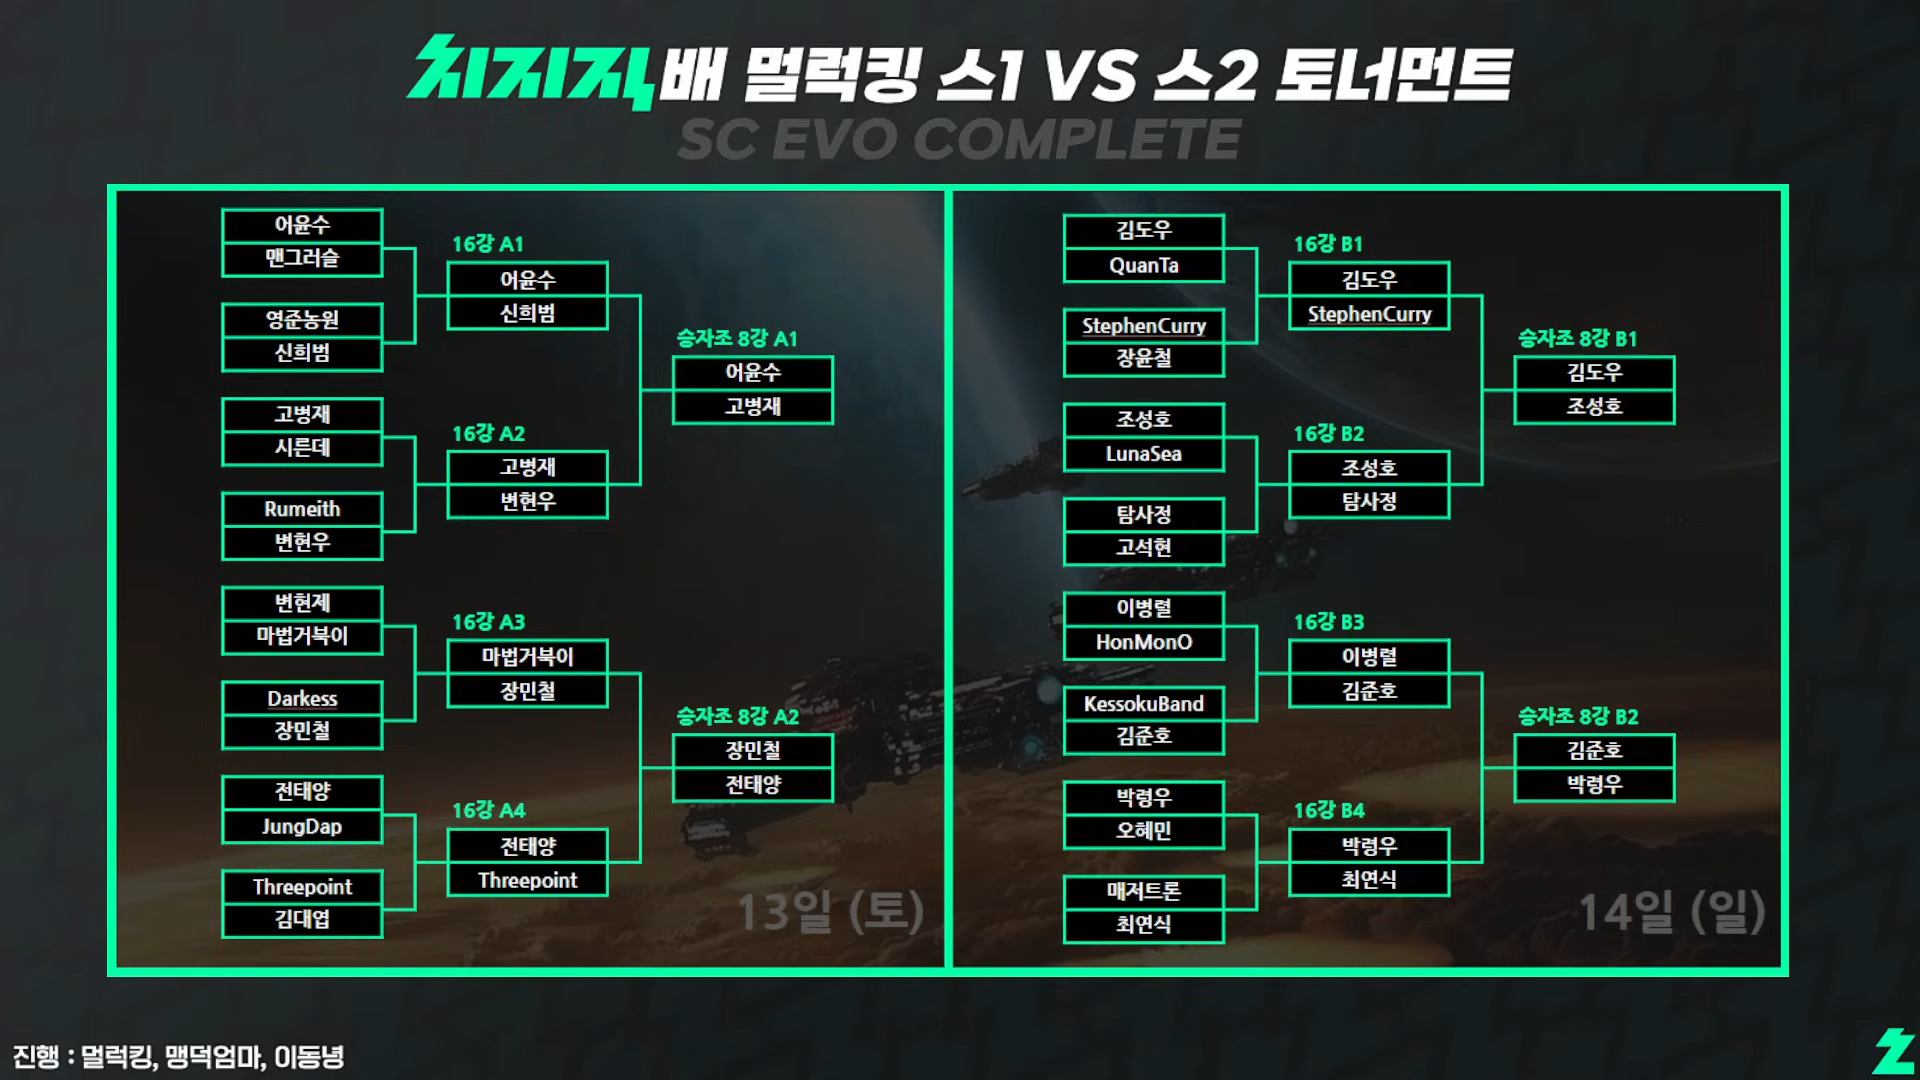 치지직배 멀럭킹 스1 VS 스2 토너먼트
SC EVO COMPLETE
어윤수
맨그러슬
영준농원
신희범
고병재
시른데
Rumeith
변현우
변현제
마법거북이
Darkess
장민철
전태양
JungDap
Threepoint
김대엽
16강 A1
어윤수
신희범
16강 A2
고병재
변현우
16강 A3
마법거북이
장민철
16강 A4
전태양
Threepoint
승자조 8강 A1
어윤수
고병재
승자조 8강 A2
장민철
전태양
13일 (토)
김도우
QuanTa
StephenCurry
장윤철
조성호
LunaSea
탐사정
고석현
이병렬
HonMonO
KessokuBand
김준호
박령우
오혜민
매저트론
최연식
16강 B1
김도우
StephenCurry
16강 B2
조성호
탐사정
16강 B3
이병렬
김준호
16강 B4
박령우
최연식
승자조 8강 B1
김도우
조성호
승자조 8강 B2
김준호
박령우
14일 (일)
진행 : 멀럭킹, 맹덕엄마, 이동녕